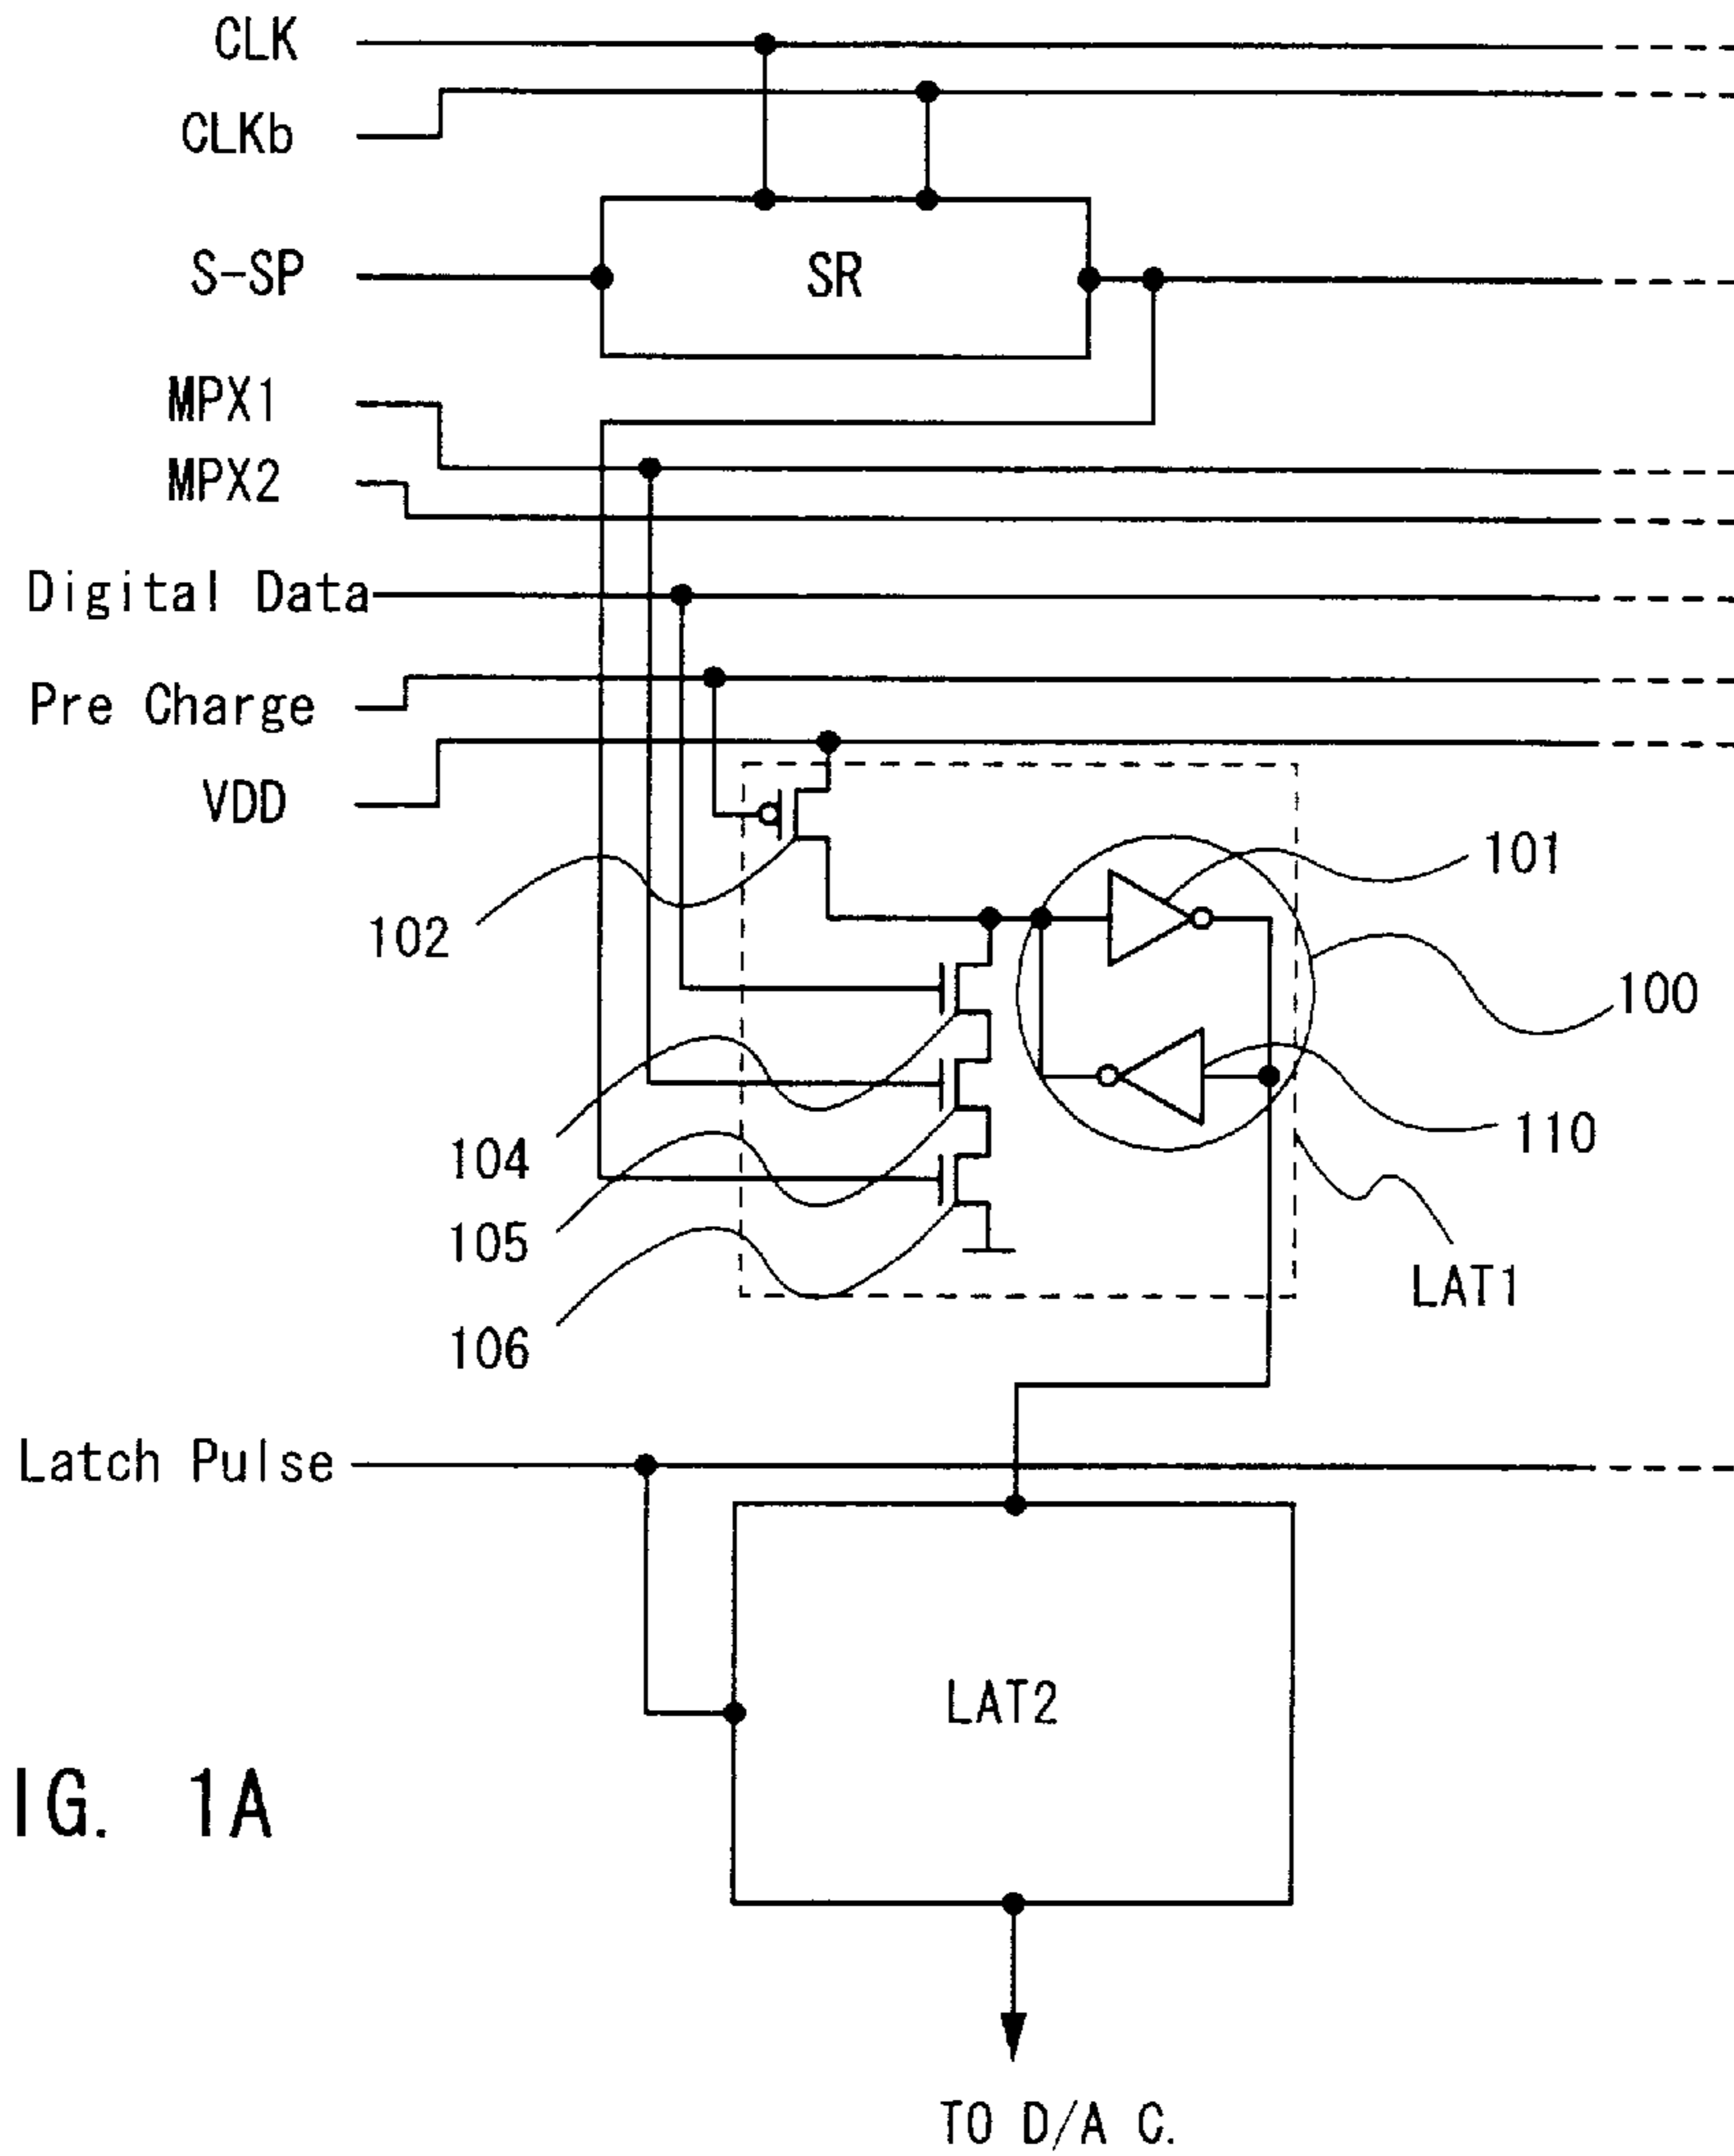 CLK
CLKb
S-SP
SR
MPX1
MPX2
Digital Data
Pre Charge
VDD
101
102
100
104
110
105
LAT1
106
Latch Pulse
LAT2
IG. 1A
TO D/A C.